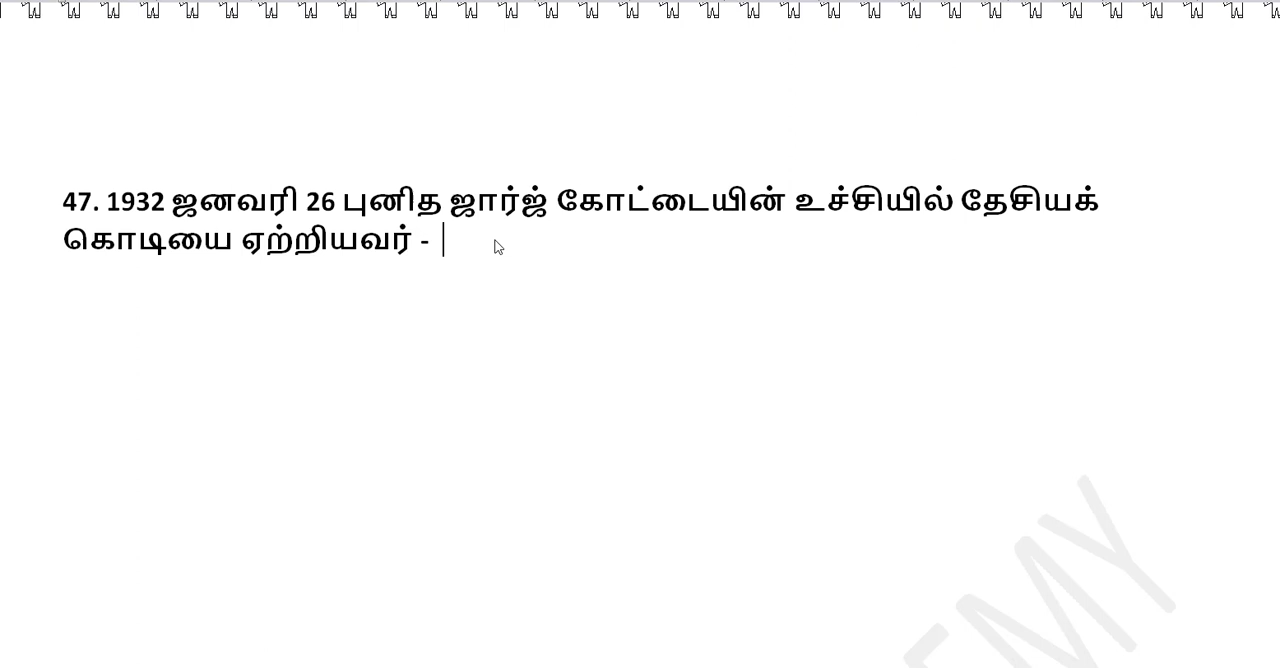 47. 1932 ஜனவரி 26 புனித ஜார்ஜ் கோட்டையின் உச்சியில் தேசியக்
கொடியை ஏற்றியவர் -